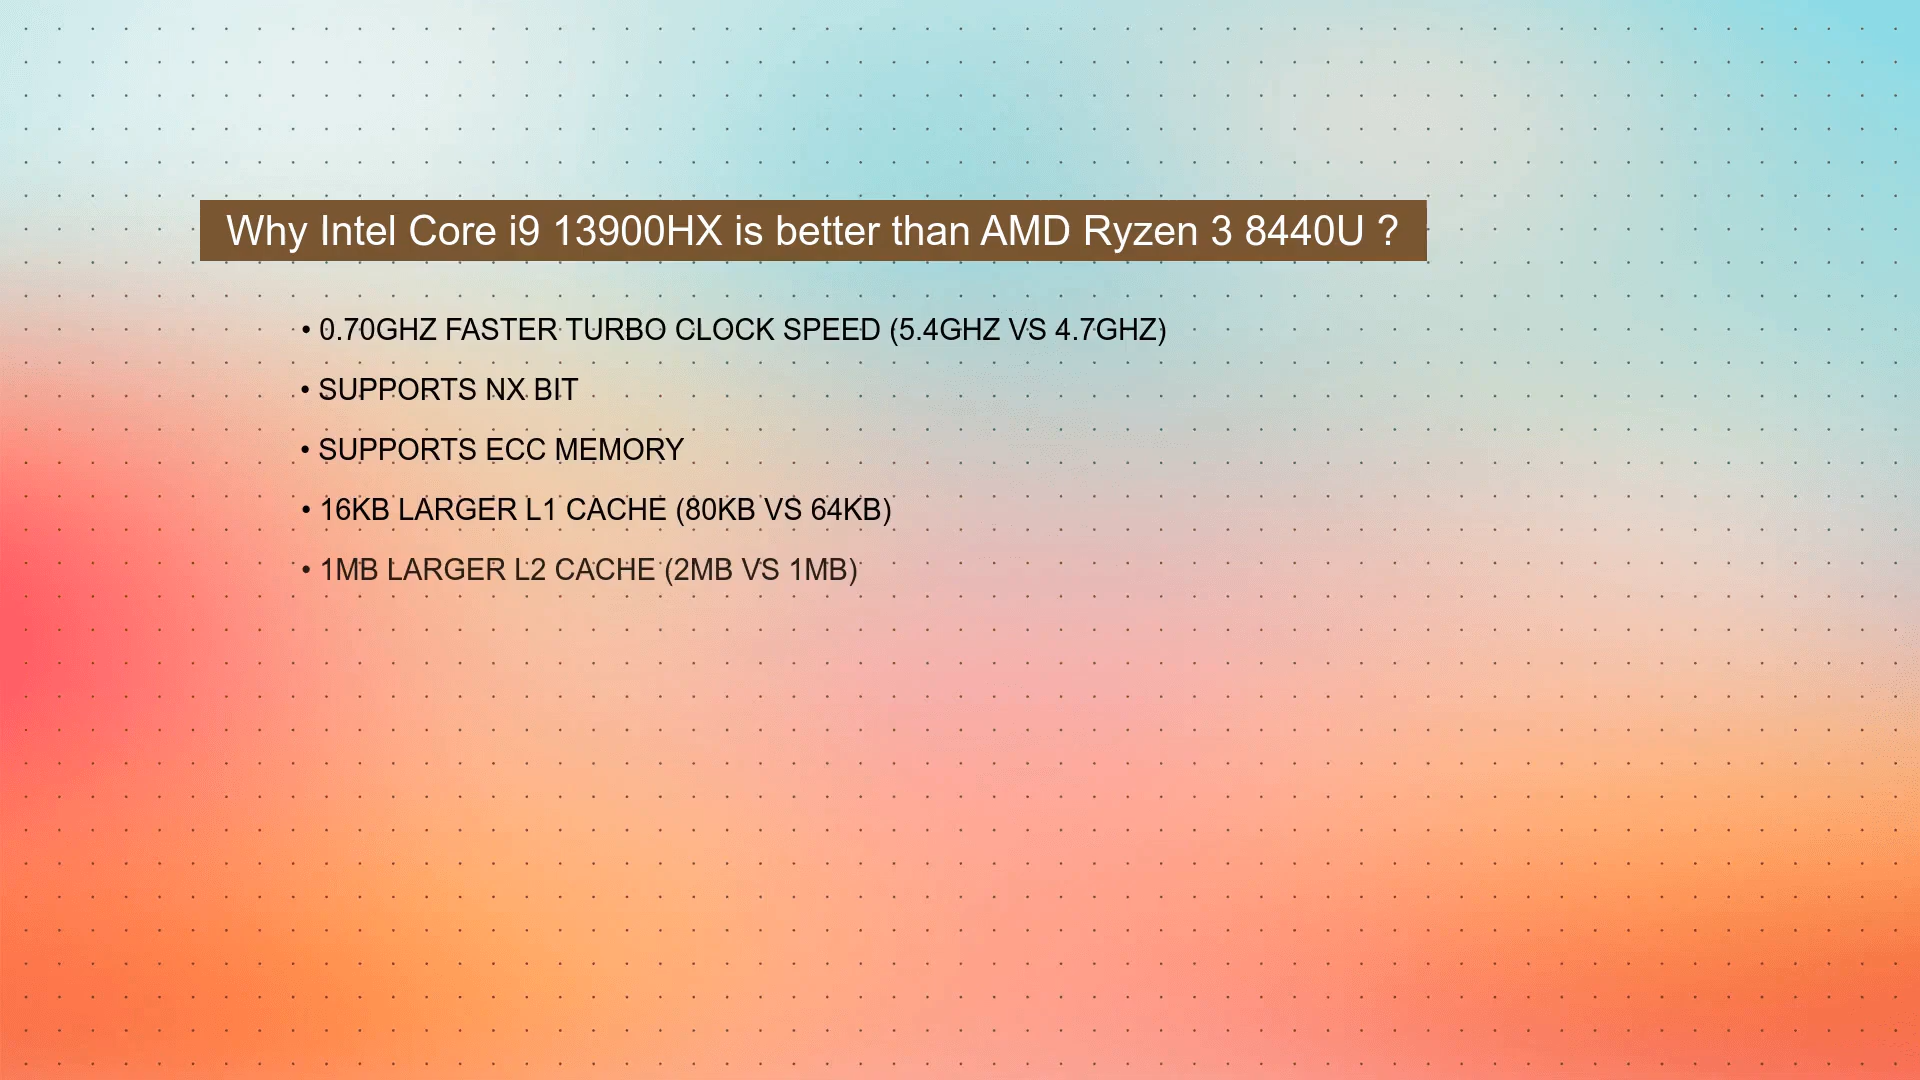 Why Intel Core i9 13900HX is better than AMD Ryzen 3 8440U ?
• 0.70GHZ FASTER TURBO CLOCK SPEED (5.4GHZ VS 4.7GHZ)
• SUPPORTS NX BIT
• SUPPORTS ECC MEMORY
• 16KB LARGER L1 CACHE (80KB VS 64KB)
• 1MB LARGER L2 CACHE (2MB VS 1MB)